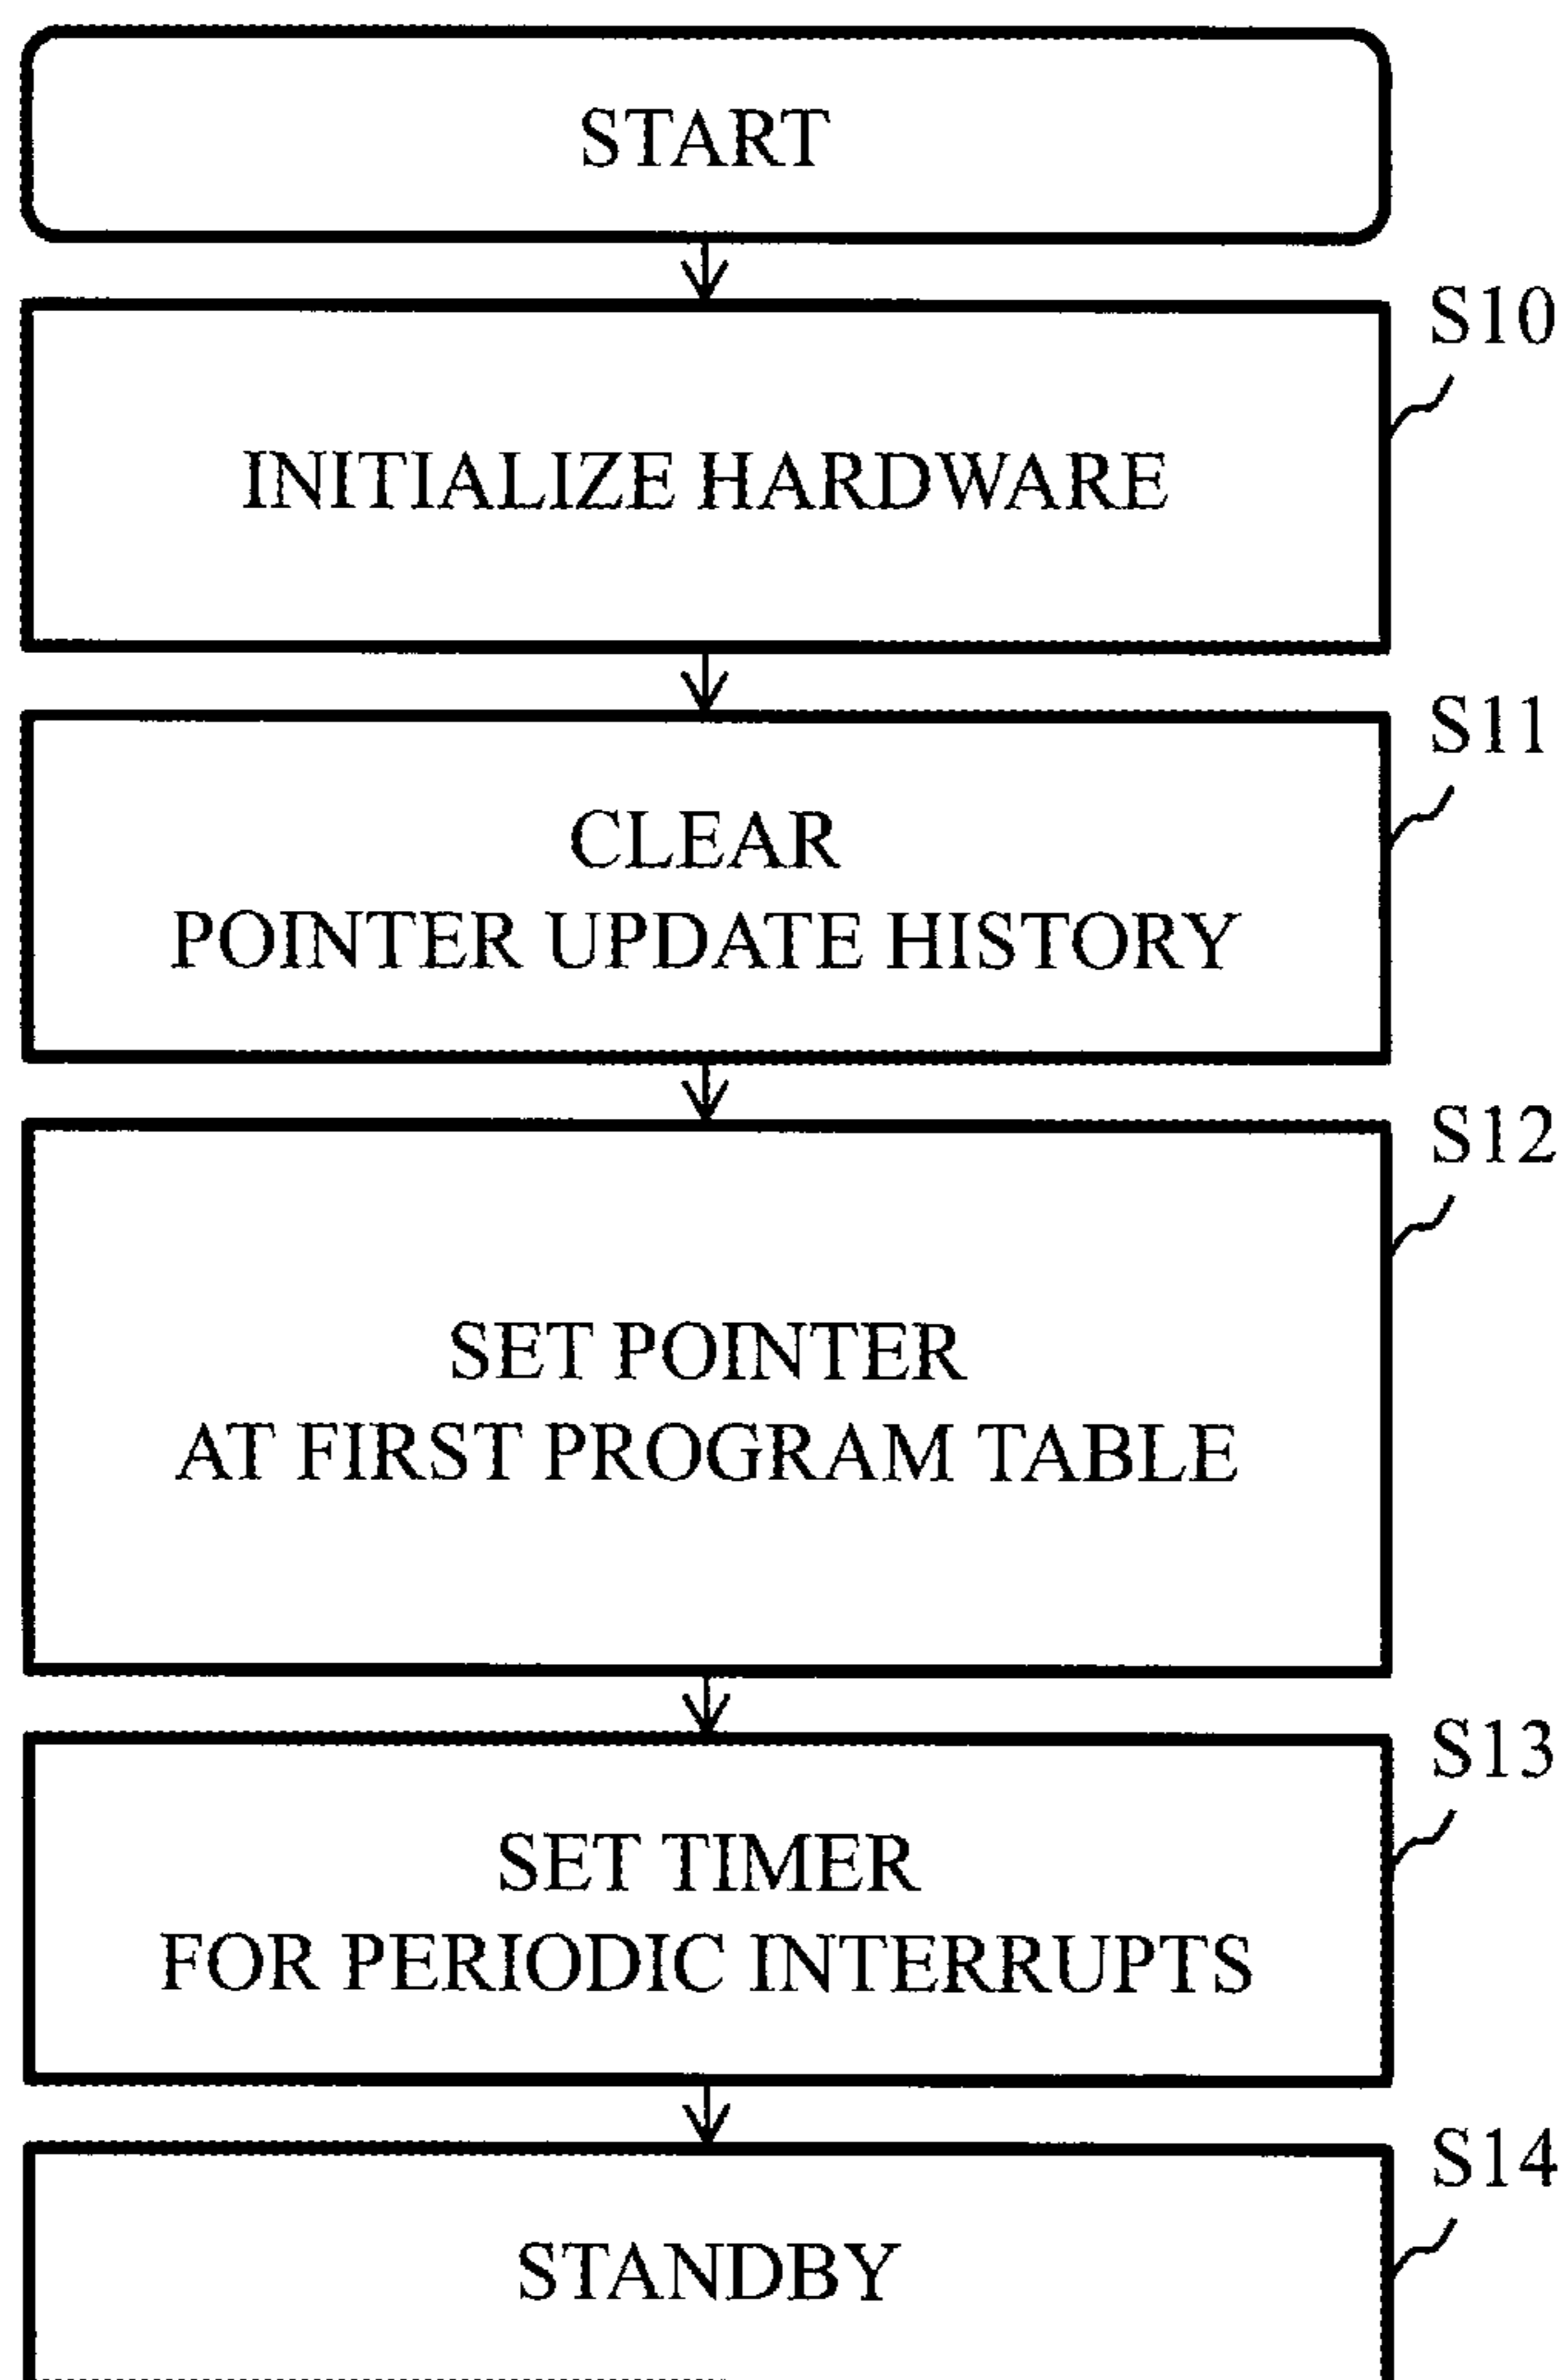 START
S10
INITIALIZE HARDWARE
S11
CLEAR
POINTER UPDATE HISTORY
S12
SET POINTER
AT FIRST PROGRAM TABLE
S13
SET TIMER
FOR PERIODIC INTERRUPTS
S14
STANDBY